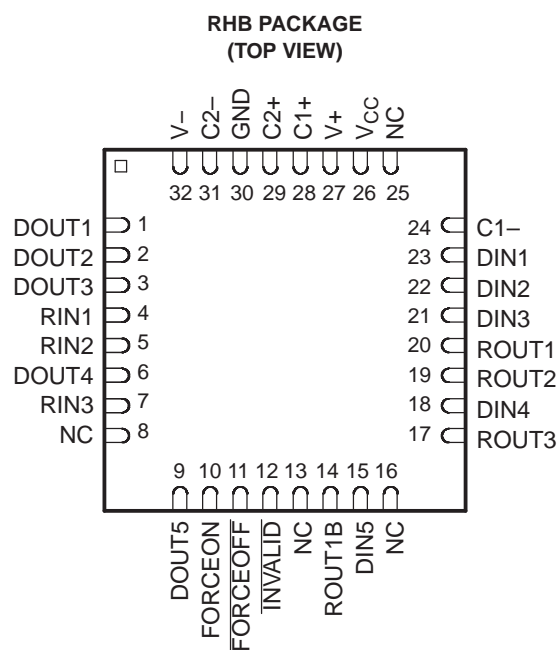 RHB PACKAGE
(TOP VIEW)
V–
C2–
GND
C2+
C1+
V+
VCC
NC
32 31 30 29 28 27 26 25
DOUT1 1
DOUT2 2
DOUT3 3
RIN1 4
RIN2 5
DOUT4 6
RIN3 7
NC 8
24 C1–
23 DIN1
22 DIN2
21 DIN3
20 ROUT1
19 ROUT2
18 DIN4
17 ROUT3
9 10 11 12 13 14 15 16
DOUT5
FORCEON
FORCEOFF
INVALID
NC
ROUT1B
DIN5
NC